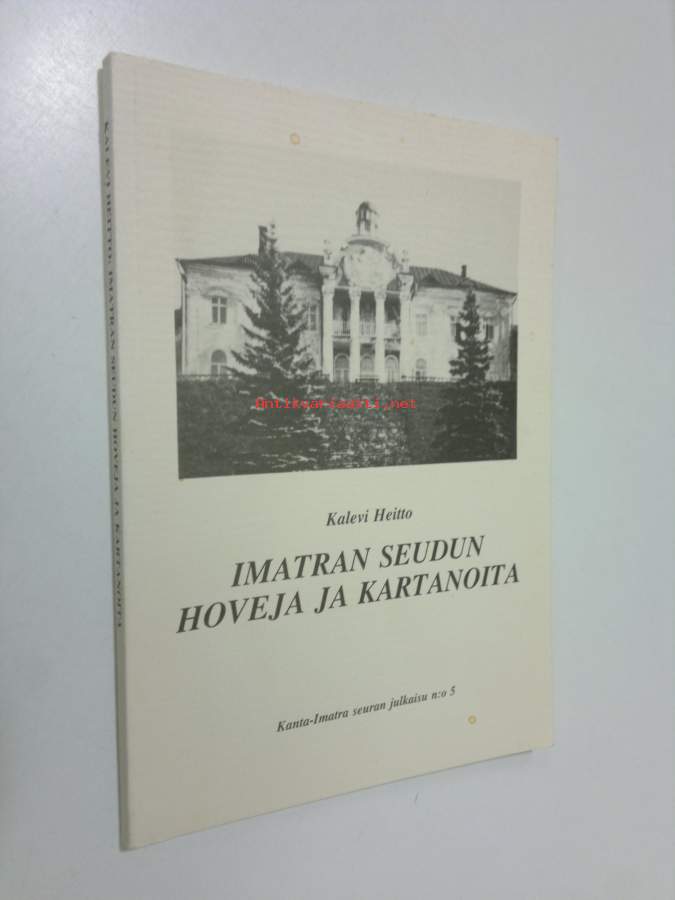 KALEVI HEITTO: IMATRAN SEUDUN HOVEJA JA KARTANOITA
Antikvariaatti.net
Kalevi Heitto
IMATRAN SEUDUN
HOVEJA JA KARTANOITA
Kanta-Imatra seuran julkaisu n:o 5